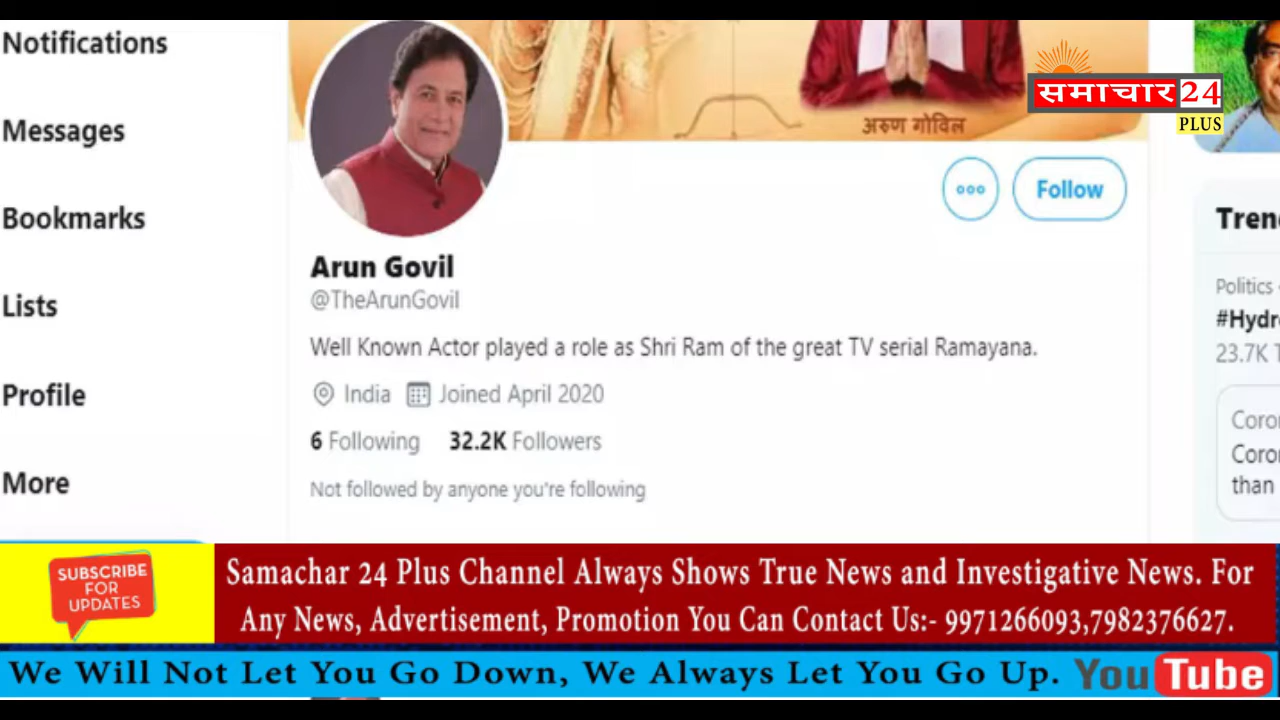 Notifications
Messages
Bookmarks
Lists
Profile
More
अरुण गोविल
समाचार 24
PLUS
Follow
Arun Govil
@TheArunGovil
Well Known Actor played a role as Shri Ram of the great TV serial Ramayana.
India Joined April 2020
6 Following 32.2K Followers
Not followed by anyone you're following
Politics
23.7K
than
SUBSCRIBE
FOR
UPDATES
Samachar 24 Plus Channel Always Shows True News and Investigative News. For
Any News, Advertisement, Promotion You Can Contact Us:- 9971266093,7982376627.
We Will Not Let You Go Down, We Always Let You Go Up. YouTube